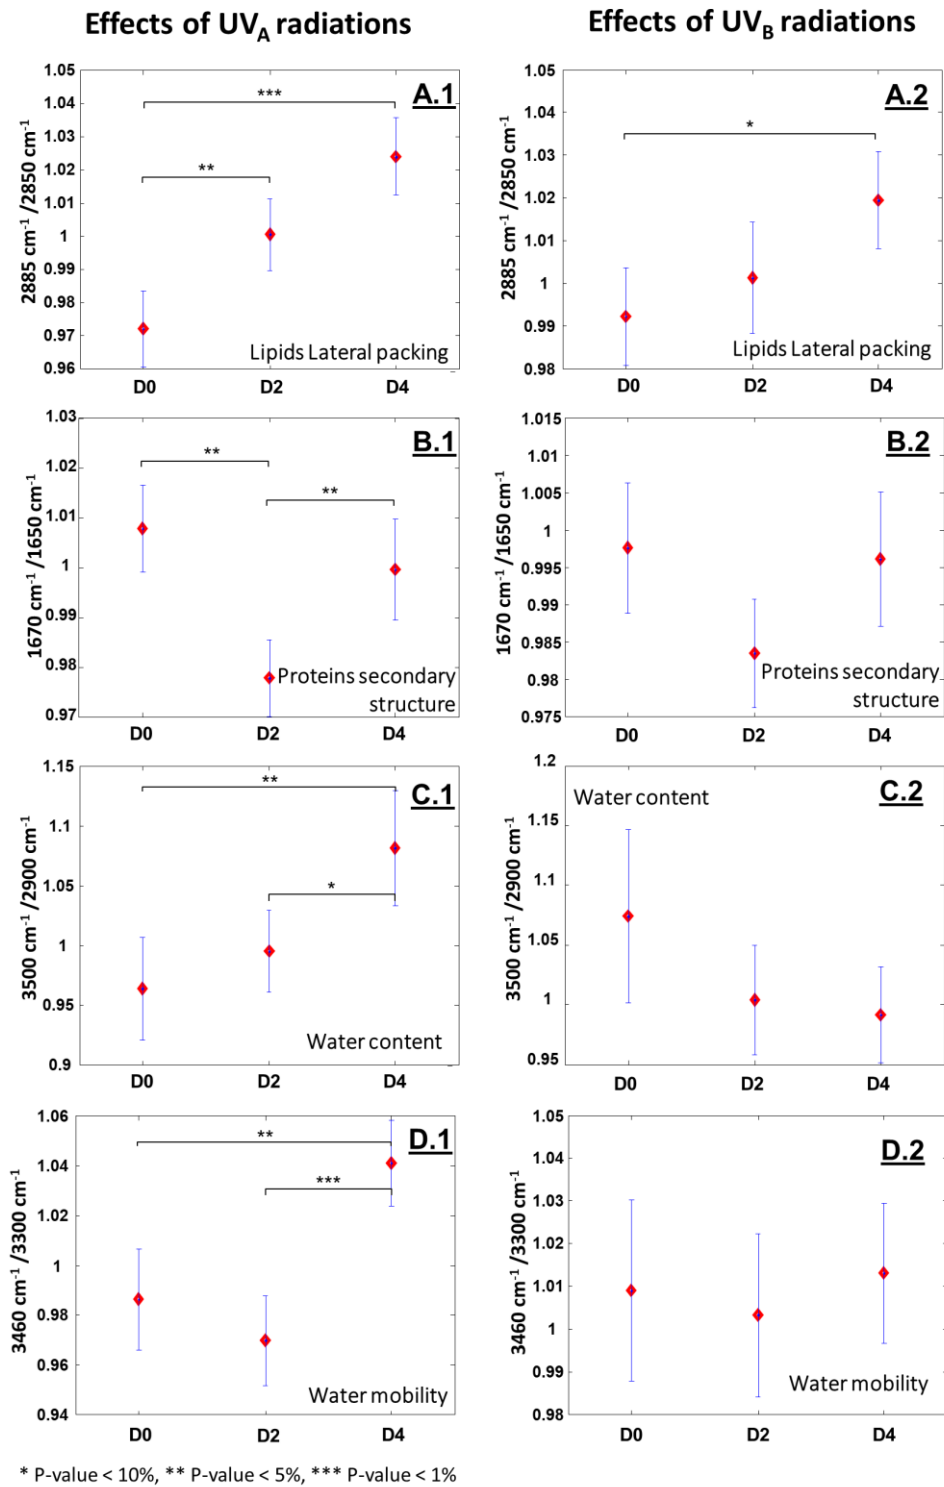 Effects of UVA radiations
Effects of UVB radiations
A.1
1.05
1.04
1.03
1.02
1.01
1
0.99
0.98
0.97
0.96
2885 cm-1 /2850 cm-1
***
**
Lipids Lateral packing
D0 D2 D4
A.2
1.05
1.04
1.03
1.02
1.01
1
0.99
0.98
2885 cm-1 /2850 cm-1
*
Lipids Lateral packing
D0 D2 D4
B.1
1.03
1.02
1.01
1
0.99
0.98
0.97
1670 cm-1 /1650 cm-1
**
**
Proteins secondary
structure
D0 D2 D4
B.2
1.015
1.01
1.005
1
0.995
0.99
0.985
0.98
0.975
1670 cm-1 /1650 cm-1
Proteins secondary
structure
D0 D2 D4
C.1
1.15
1.1
1.05
1
0.95
0.9
3500 cm-1 /2900 cm-1
**
*
Water content
D0 D2 D4
C.2
1.2
1.15
1.1
1.05
1
0.95
3500 cm-1 /2900 cm-1
Water content
D0 D2 D4
D.1
1.06
1.04
1.02
1
0.98
0.96
0.94
3460 cm-1 /3300 cm-1
**
***
Water mobility
D0 D2 D4
D.2
1.05
1.04
1.03
1.02
1.01
1
0.99
0.98
3460 cm-1 /3300 cm-1
Water mobility
D0 D2 D4
* P-value < 10%, ** P-value < 5%, *** P-value < 1%